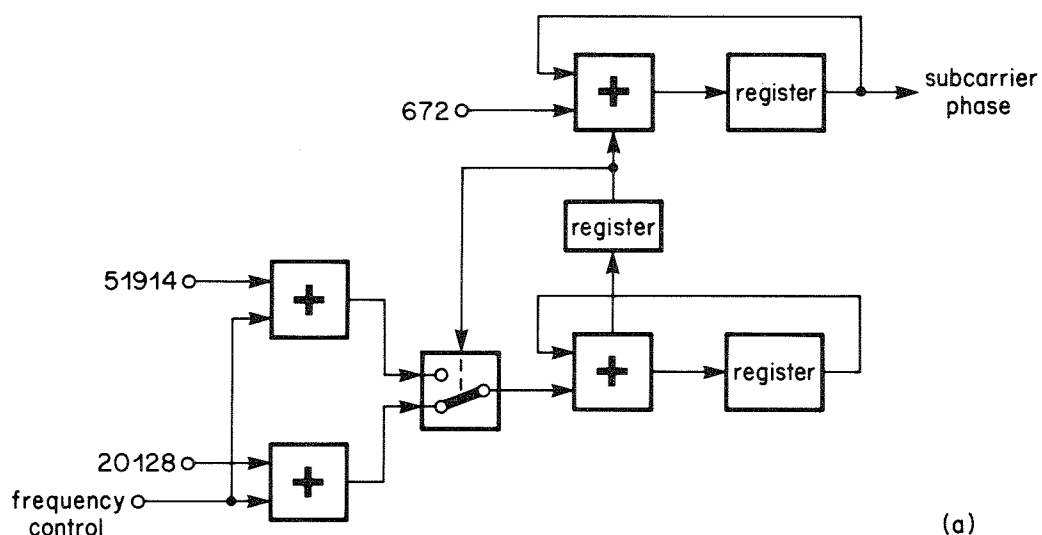 672
+
register
subcarrier
phase
register
51914
+
+
register
20128
+
frequency
control
(a)